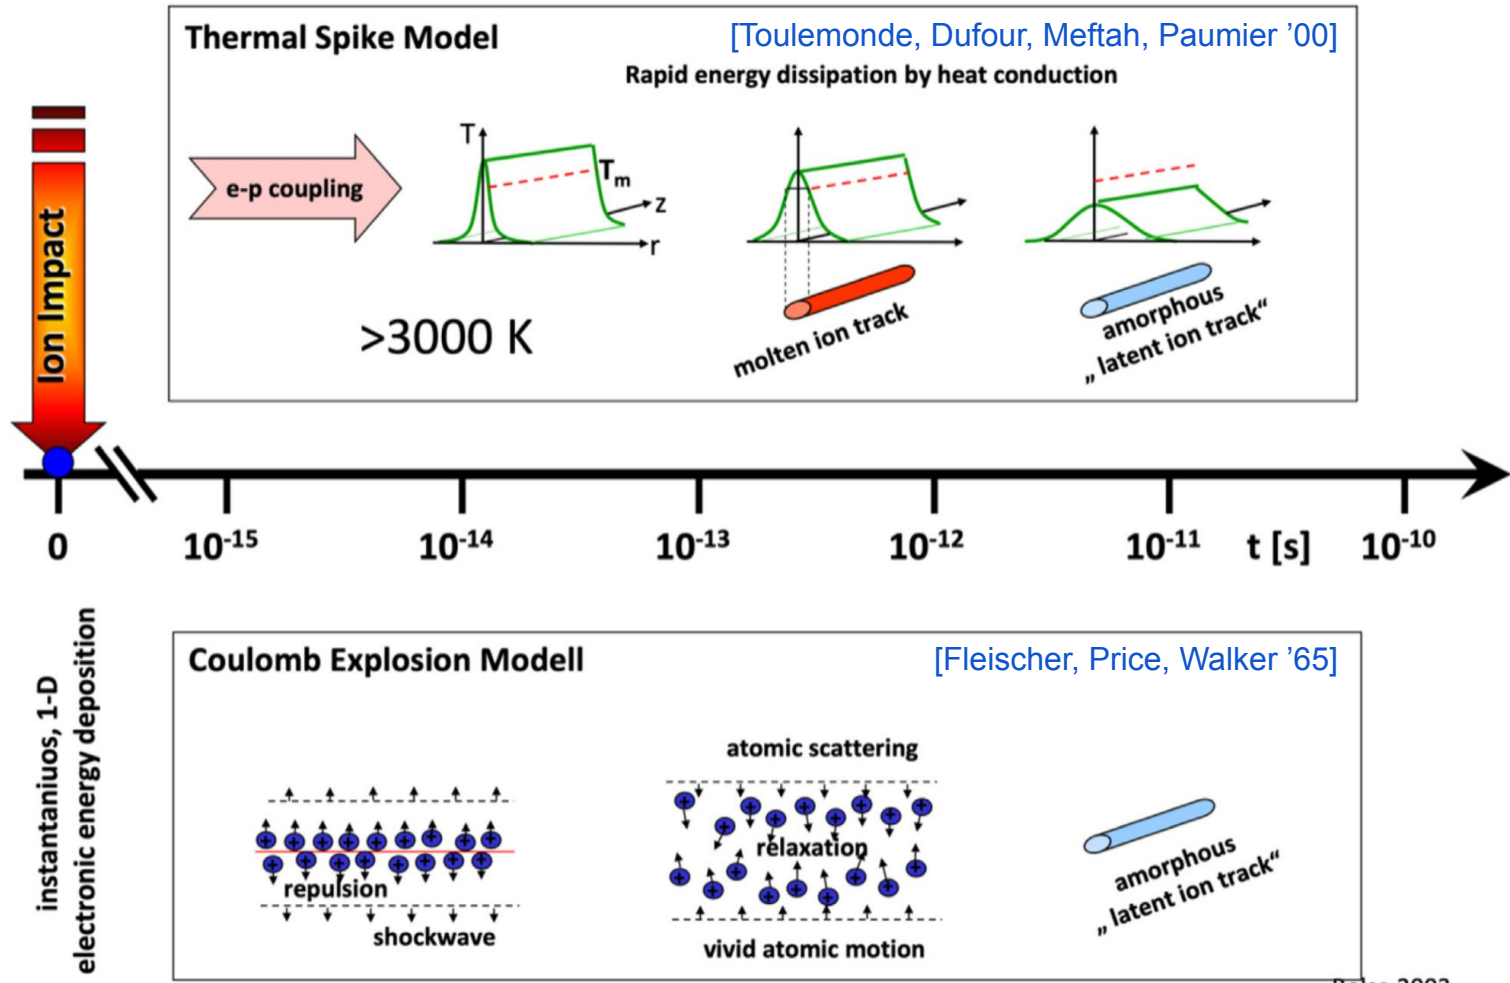 Thermal Spike Model
[Toulemonde, Dufour, Meftah, Paumier ’00]
Rapid energy dissipation by heat conduction
e-p coupling
T
Tₘ
z
r
>3000 K
molten ion track
amorphous
„ latent ion track“
Ion Impact
0
10⁻¹⁵
10⁻¹⁴
10⁻¹³
10⁻¹²
10⁻¹¹
t [s]
10⁻¹⁰
instantaniuos, 1-D
electronic energy deposition
Coulomb Explosion Modell
[Fleischer, Price, Walker ’65]
repulsion
shockwave
atomic scattering
relaxation
vivid atomic motion
amorphous
„ latent ion track“